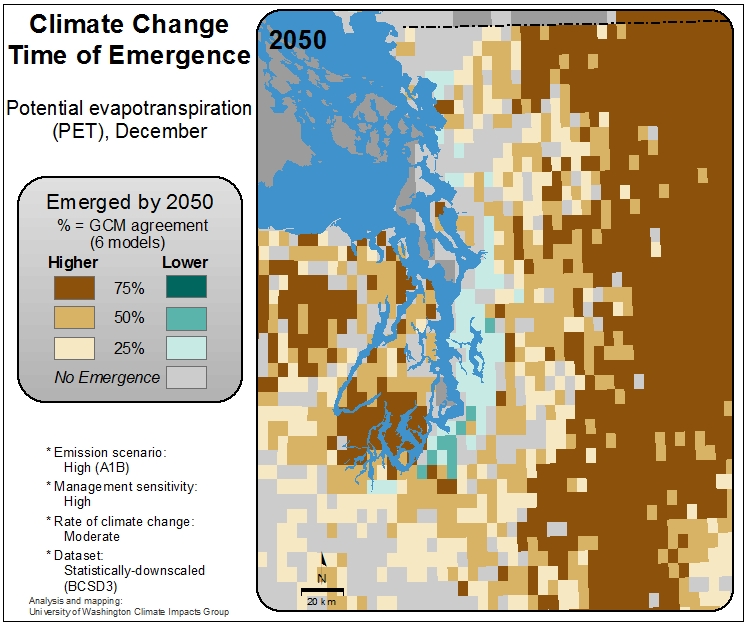 Climate Change
Time of Emergence
Potential evapotranspiration
(PET), December
Emerged by 2050
% = GCM agreement
(6 models)
Higher Lower
75%
50%
25%
No Emergence
* Emission scenario:
High (A1B)
* Management sensitivity:
High
* Rate of climate change:
Moderate
* Dataset:
Statistically-downscaled
(BCSD3)
Analysis and mapping:
University of Washington Climate Impacts Group
2050
N
20 km